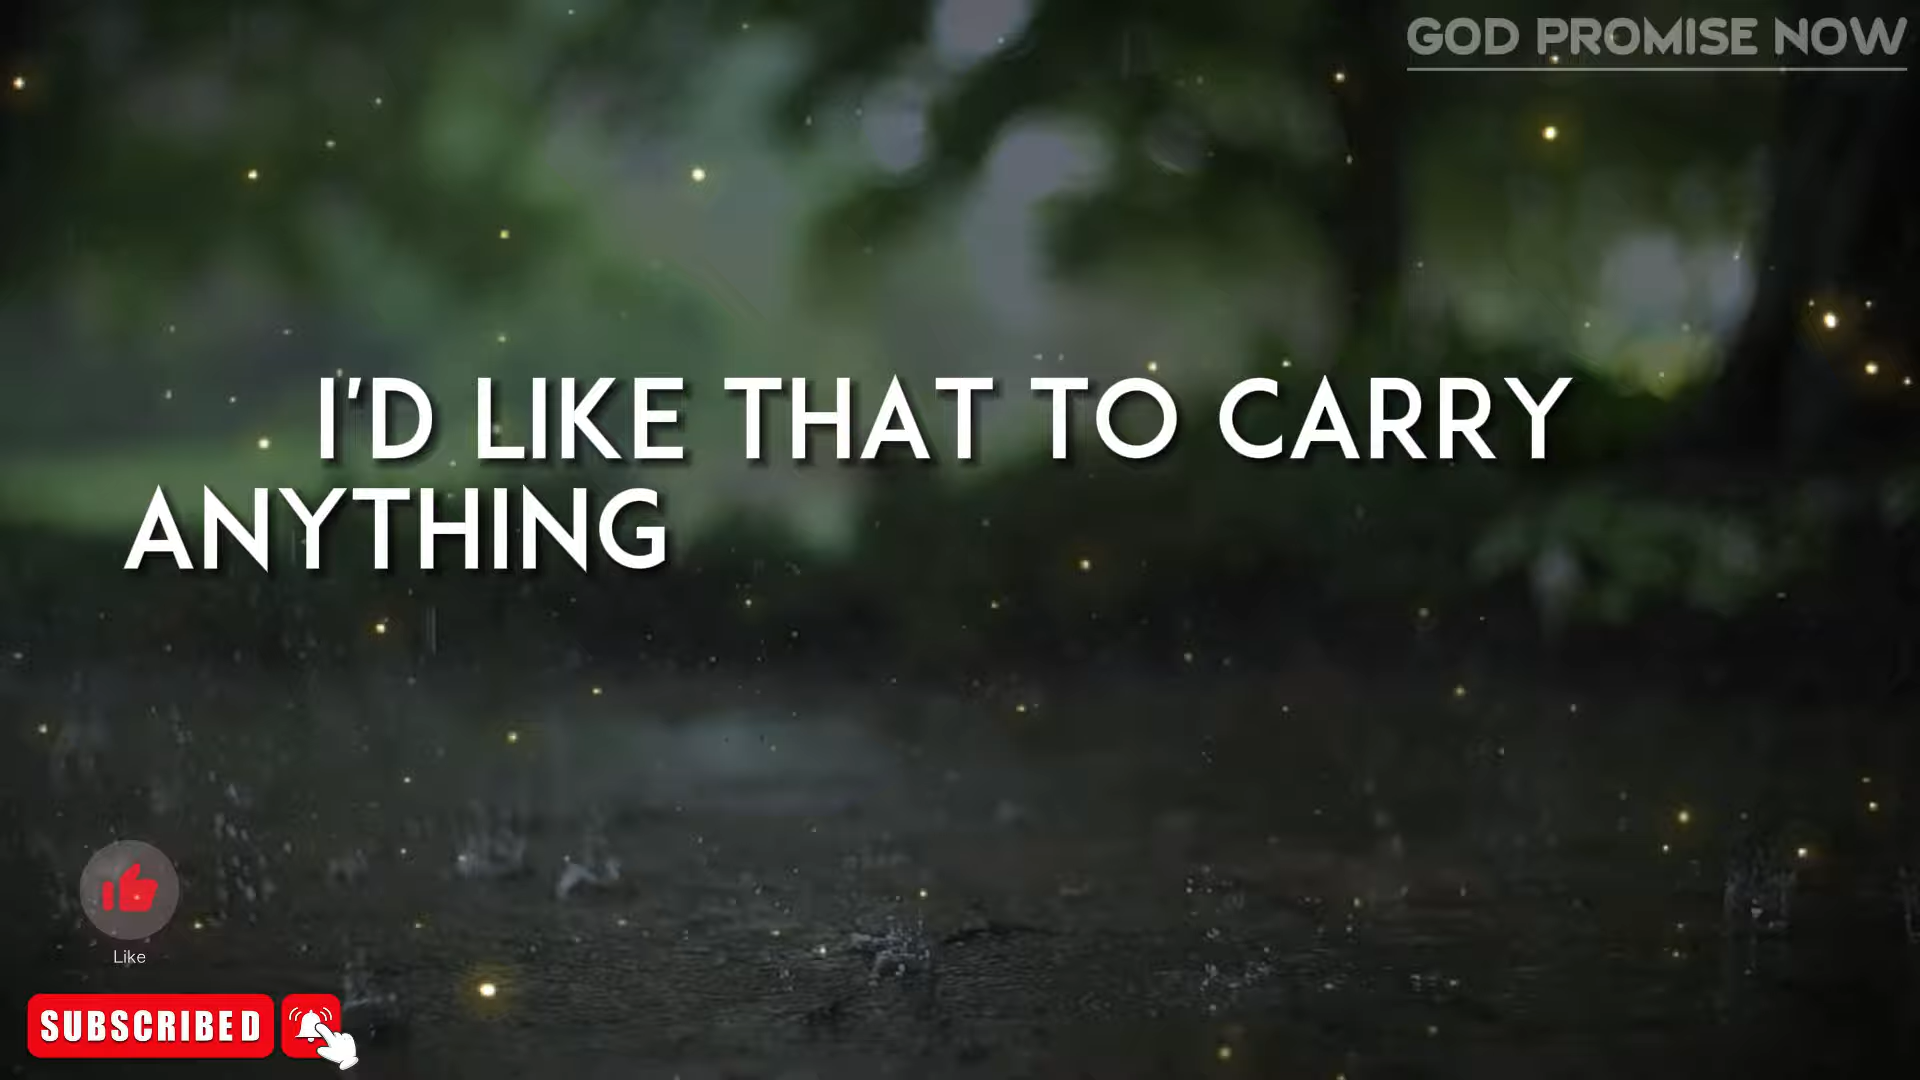 GOD PROMISE NOW
I'D LIKE THAT TO CARRY
ANYTHING
Like
SUBSCRIBED